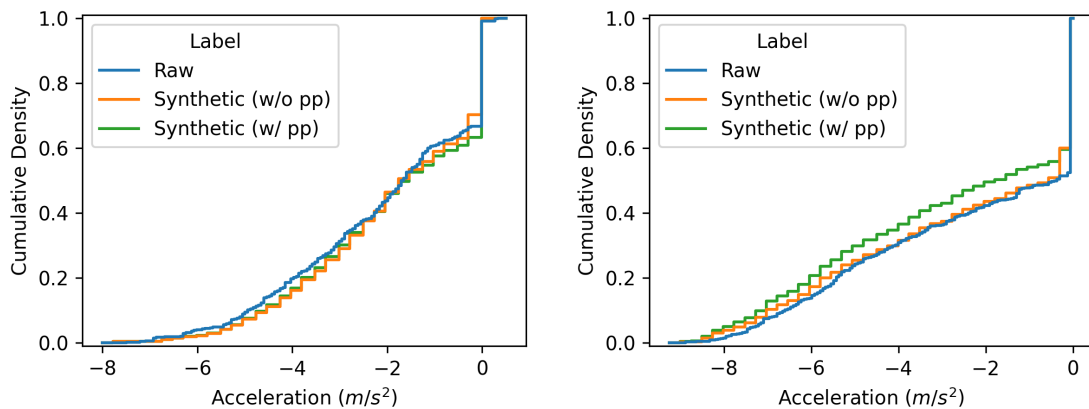 1.0
0.8
0.6
0.4
0.2
0.0
Cumulative Density
Label
Raw
Synthetic (w/o pp)
Synthetic (w/ pp)
−8 −6 −4 −2 0
Acceleration (m/s²)
1.0
0.8
0.6
0.4
0.2
0.0
Cumulative Density
Label
Raw
Synthetic (w/o pp)
Synthetic (w/ pp)
−8 −6 −4 −2 0
Acceleration (m/s²)